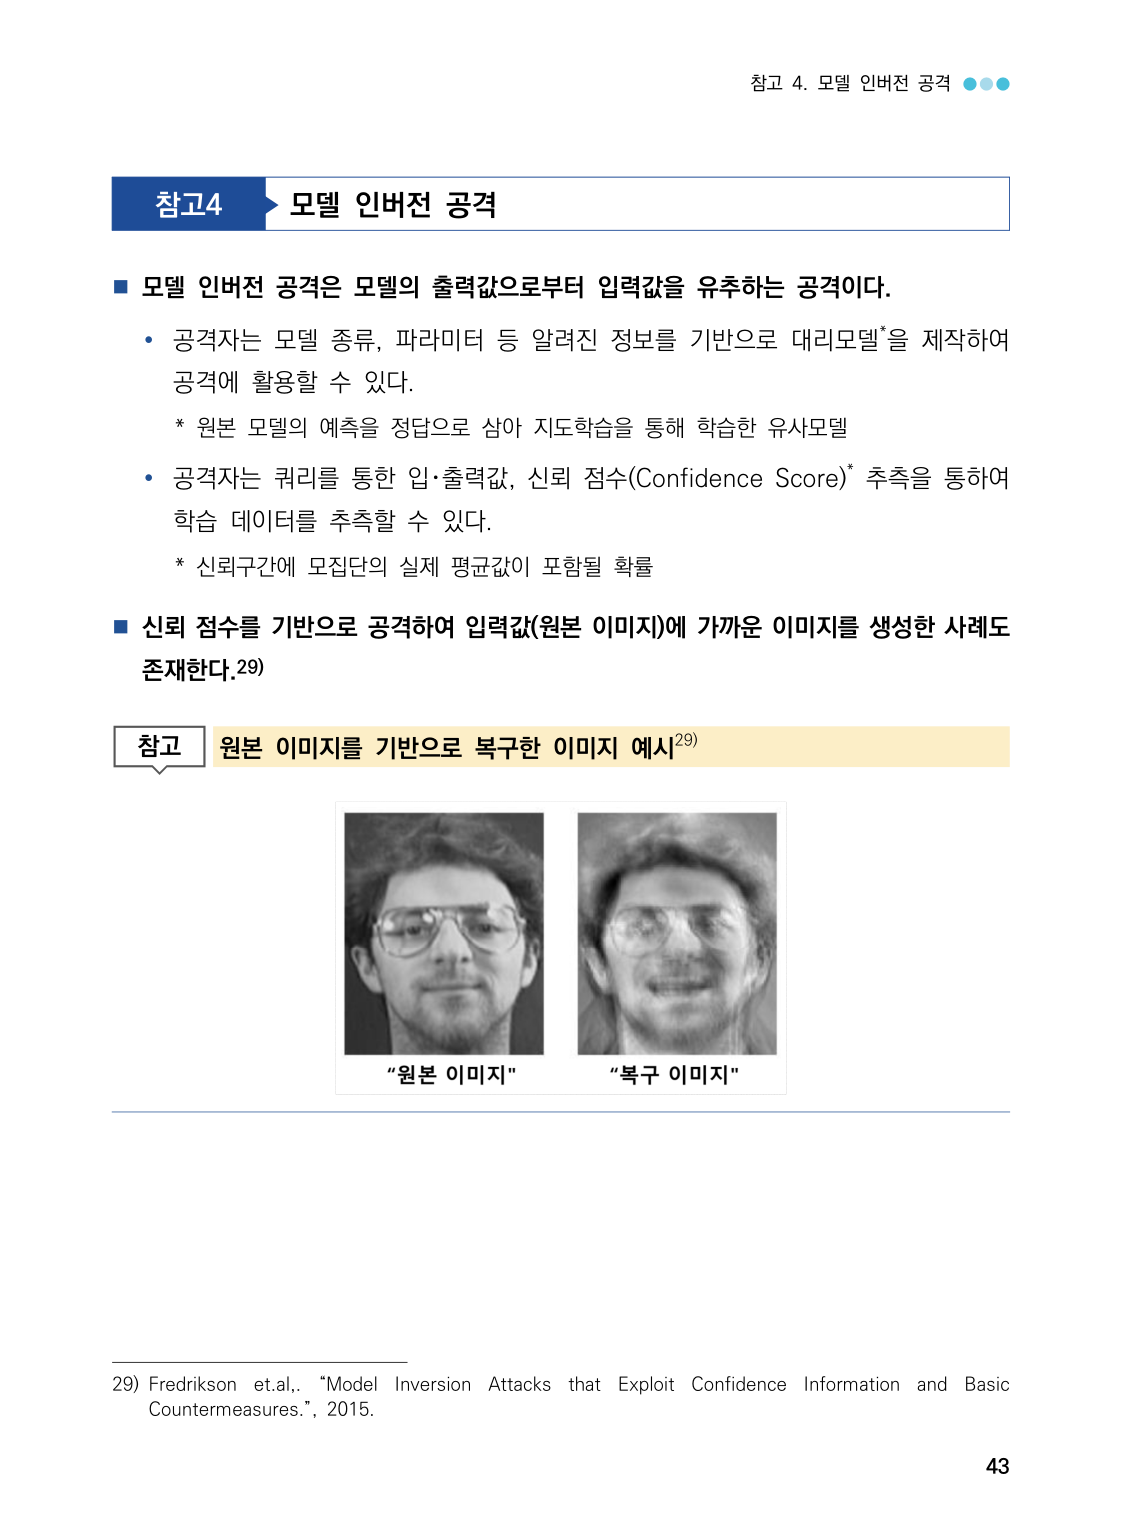 참고 4. 모델 인버전 공격
참고4
모델 인버전 공격
■ 모델 인버전 공격은 모델의 출력값으로부터 입력값을 유추하는 공격이다.
• 공격자는 모델 종류, 파라미터 등 알려진 정보를 기반으로 대리모델*을 제작하여
공격에 활용할 수 있다.
* 원본 모델의 예측을 정답으로 삼아 지도학습을 통해 학습한 유사모델
• 공격자는 쿼리를 통한 입·출력값, 신뢰 점수(Confidence Score)* 추측을 통하여
학습 데이터를 추측할 수 있다.
* 신뢰구간에 모집단의 실제 평균값이 포함될 확률
■ 신뢰 점수를 기반으로 공격하여 입력값(원본 이미지)에 가까운 이미지를 생성한 사례도
존재한다.29)
참고
원본 이미지를 기반으로 복구한 이미지 예시29)
“원본 이미지"
“복구 이미지"
29) Fredrikson et.al,. “Model Inversion Attacks that Exploit Confidence Information and Basic
Countermeasures.”, 2015.
43